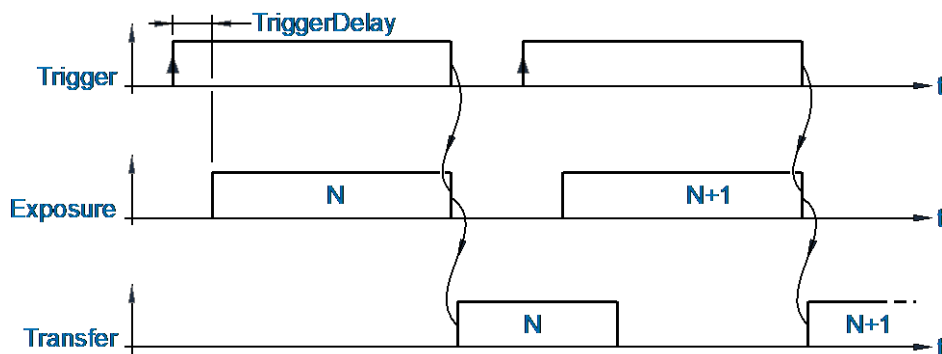 TriggerDelay
Trigger
t
N
N+1
Exposure
t
N
N+1
Transfer
t